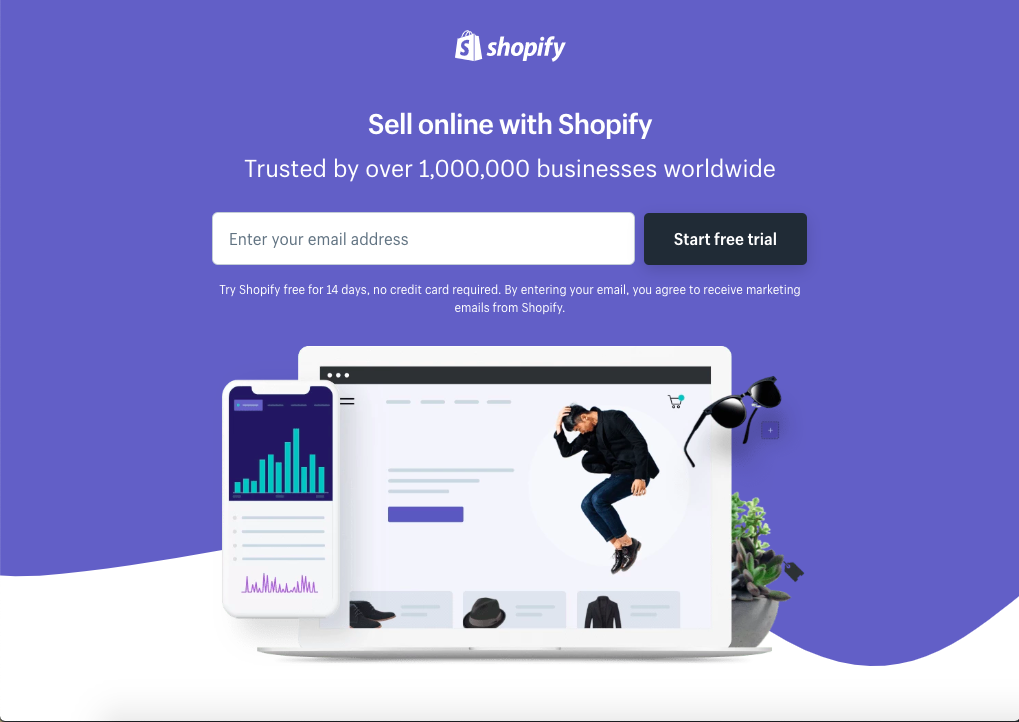 shopify
Sell online with Shopify
Trusted by over 1,000,000 businesses worldwide
Enter your email address
Start free trial
Try Shopify free for 14 days, no credit card required. By entering your email, you agree to receive marketing
emails from Shopify.